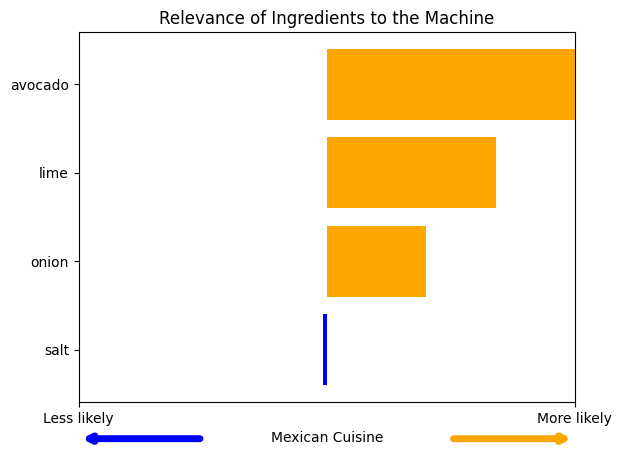 Relevance of Ingredients to the Machine
avocado
lime
onion
salt
Less likely
More likely
Mexican Cuisine